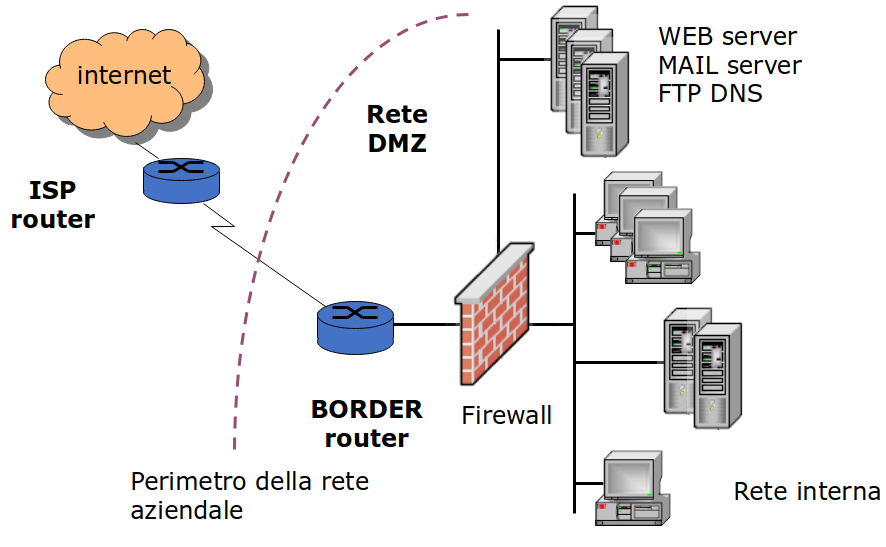 internet
ISP
router
Rete
DMZ
WEB server
MAIL server
FTP DNS
BORDER
router
Firewall
Perimetro della rete
aziendale
Rete interna